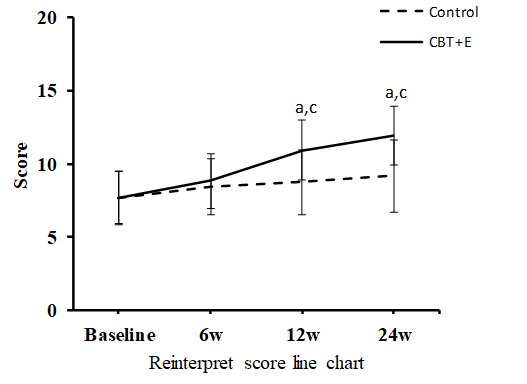 20
Control
CBT+E
15
a,c
a,c
Score
10
5
0
Baseline 6w 12w 24w
Reinterpret score line chart